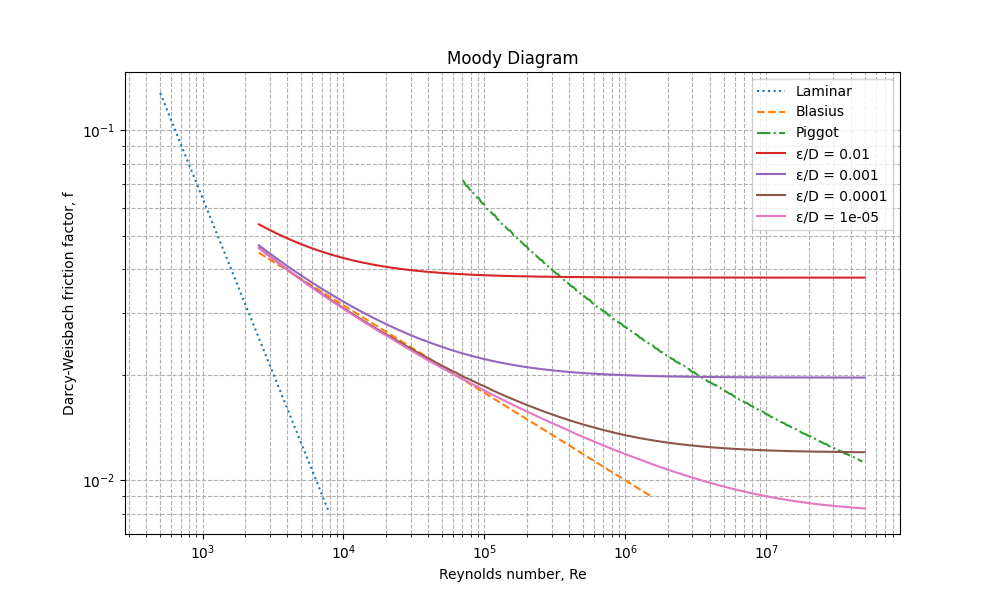 Moody Diagram
Darcy-Weisbach friction factor, f
10⁻¹
10⁻²
Laminar
Blasius
Piggot
ε/D = 0.01
ε/D = 0.001
ε/D = 0.0001
ε/D = 1e-05
10³
10⁴
10⁵
10⁶
10⁷
Reynolds number, Re